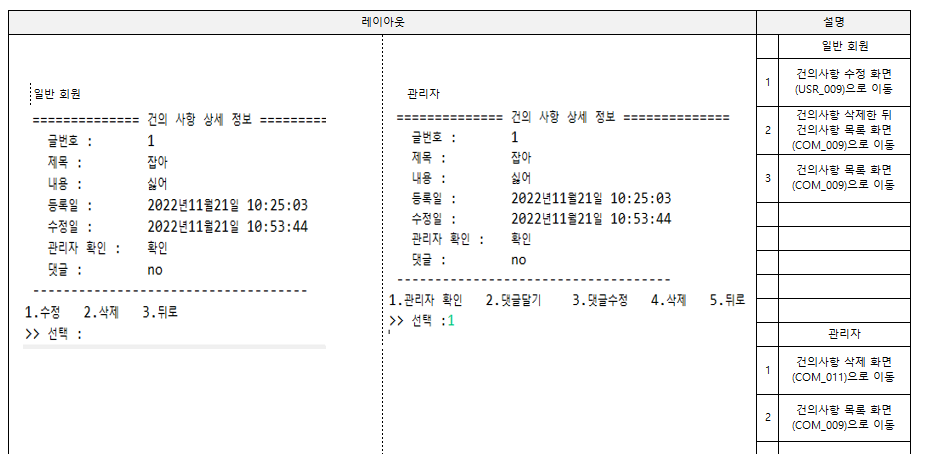 레이아웃
설명
일반 회원
============== 건의 사항 상세 정보 =========
글번호 : 1
제목 : 잡아
내용 : 싫어
등록일 : 2022년11월21일 10:25:03
수정일 : 2022년11월21일 10:53:44
관리자 확인 : 확인
댓글 : no
-----------------------------------
1.수정 2.삭제 3.뒤로
>> 선택 :
관리자
============== 건의 사항 상세 정보 ==============
글번호 : 1
제목 : 잡아
내용 : 싫어
등록일 : 2022년11월21일 10:25:03
수정일 : 2022년11월21일 10:53:44
관리자 확인 : 확인
댓글 : no
-----------------------------------
1.관리자 확인 2.댓글달기 3.댓글수정 4.삭제 5.뒤로
>> 선택 :1
일반 회원
1 건의사항 수정 화면
(USR_009)으로 이동
2 건의사항 삭제한 뒤
건의사항 목록 화면
(COM_009)으로 이동
3 건의사항 목록 화면
(COM_009)으로 이동
관리자
1 건의사항 삭제 화면
(COM_011)으로 이동
2 건의사항 목록 화면
(COM_009)으로 이동